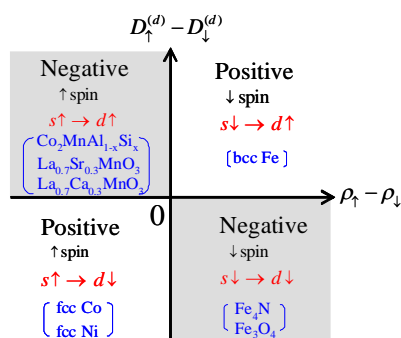 D↑⁽ᵈ⁾ − D↓⁽ᵈ⁾
Negative
↑ spin
s↑ → d↑
Co₂MnAl₁₋ₓSiₓ
La₀.₇Sr₀.₃MnO₃
La₀.₇Ca₀.₃MnO₃
Positive
↓ spin
s↓ → d↑
bcc Fe
0
ρ↑ − ρ↓
Positive
↑ spin
s↑ → d↓
fcc Co
fcc Ni
Negative
↓ spin
s↓ → d↓
Fe₄N
Fe₃O₄